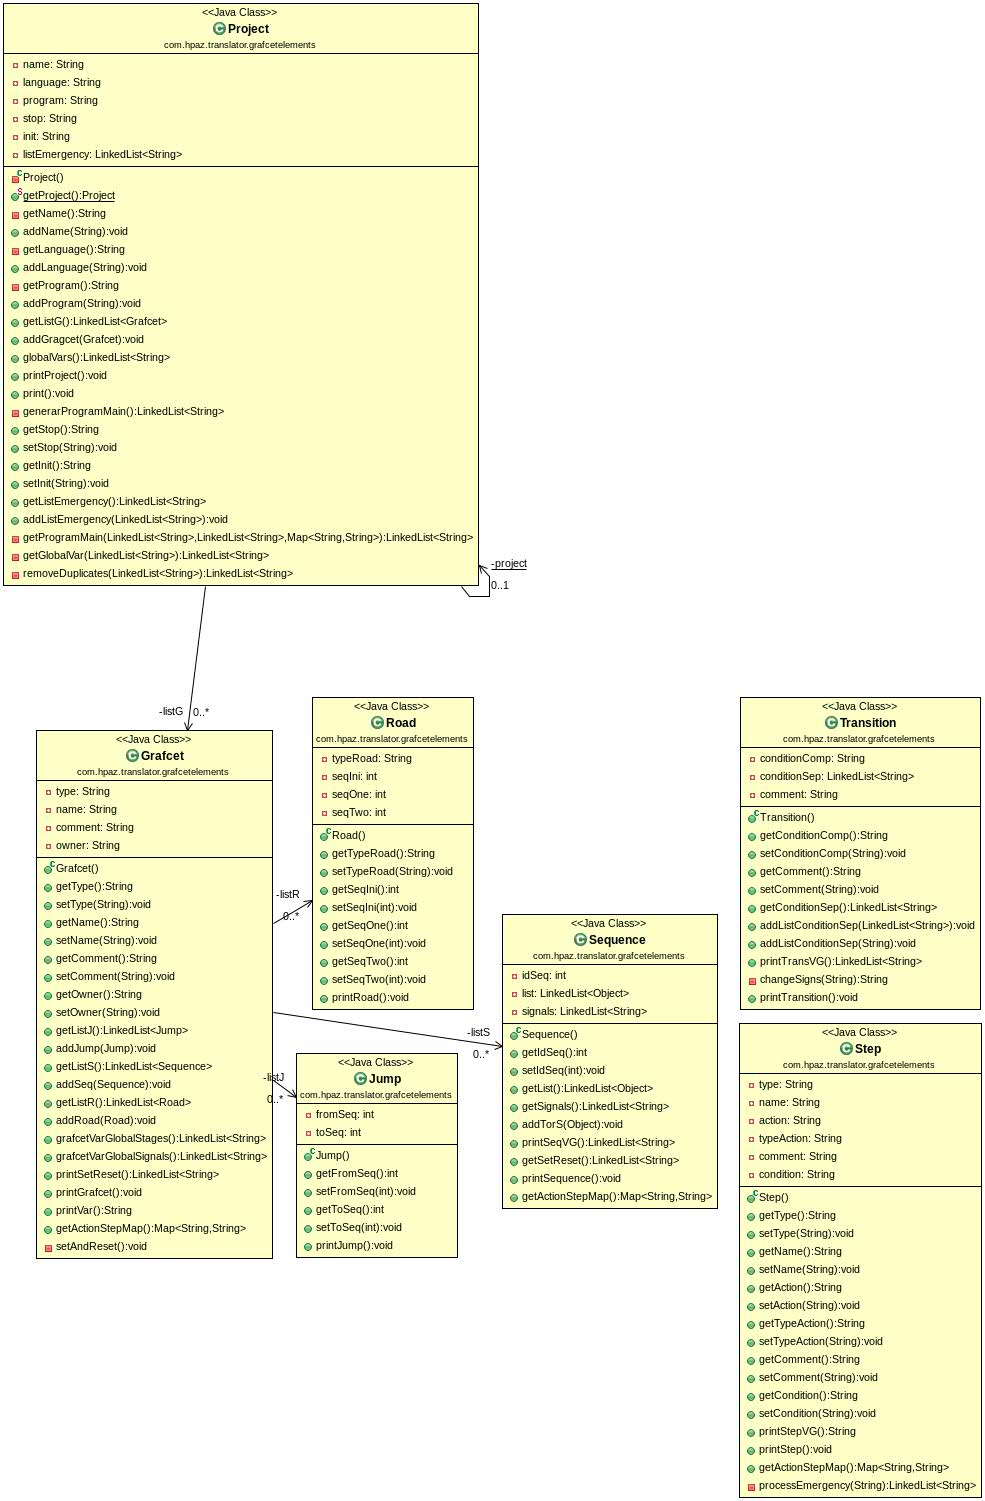 <<Java Class>>
Project
com.hpaz.translator.grafcetelements
name: String
language: String
program: String
stop: String
init: String
listEmergency: LinkedList<String>
Project()
getProject():Project
getName():String
addName(String):void
getLanguage():String
addLanguage(String):void
getProgram():String
addProgram(String):void
getListG():LinkedList<Grafcet>
addGragcet(Grafcet):void
globalVars():LinkedList<String>
printProject():void
print():void
generarProgramMain():LinkedList<String>
getStop():String
setStop(String):void
getInit():String
setInit(String):void
getListEmergency():LinkedList<String>
addListEmergency(LinkedList<String>):void
getProgramMain(LinkedList<String>,LinkedList<String>,Map<String,String>):LinkedList<String>
getGlobalVar(LinkedList<String>):LinkedList<String>
removeDuplicates(LinkedList<String>):LinkedList<String>
-project
0..1
-listG 0..*
<<Java Class>>
Grafcet
com.hpaz.translator.grafcetelements
type: String
name: String
comment: String
owner: String
Grafcet()
getType():String
setType(String):void
getName():String
setName(String):void
getComment():String
setComment(String):void
getOwner():String
setOwner(String):void
getListJ():LinkedList<Jump>
addJump(Jump):void
getListS():LinkedList<Sequence>
addSeq(Sequence):void
getListR():LinkedList<Road>
addRoad(Road):void
grafcetVarGlobalStages():LinkedList<String>
grafcetVarGlobalSignals():LinkedList<String>
printSetReset():LinkedList<String>
printGrafcet():void
printVar():String
getActionStepMap():Map<String,String>
setAndReset():void
-listR
0..*
<<Java Class>>
Road
com.hpaz.translator.grafcetelements
typeRoad: String
seqIni: int
seqOne: int
seqTwo: int
Road()
getTypeRoad():String
setTypeRoad(String):void
getSeqIni():int
setSeqIni(int):void
getSeqOne():int
setSeqOne(int):void
getSeqTwo():int
setSeqTwo(int):void
printRoad():void
-listJ
0..*
<<Java Class>>
Jump
com.hpaz.translator.grafcetelements
fromSeq: int
toSeq: int
Jump()
getFromSeq():int
setFromSeq(int):void
getToSeq():int
setToSeq(int):void
printJump():void
-listS
0..*
<<Java Class>>
Sequence
com.hpaz.translator.grafcetelements
idSeq: int
list: LinkedList<Object>
signals: LinkedList<String>
Sequence()
getIdSeq():int
setIdSeq(int):void
getList():LinkedList<Object>
getSignals():LinkedList<String>
addTorS(Object):void
printSeqVG():LinkedList<String>
getSetReset():LinkedList<String>
printSequence():void
getActionStepMap():Map<String,String>
<<Java Class>>
Transition
com.hpaz.translator.grafcetelements
conditionComp: String
conditionSep: LinkedList<String>
comment: String
Transition()
getConditionComp():String
setConditionComp(String):void
getComment():String
setComment(String):void
getConditionSep():LinkedList<String>
addListConditionSep(LinkedList<String>):void
addListConditionSep(String):void
printTransVG():LinkedList<String>
changeSigns(String):String
printTransition():void
<<Java Class>>
Step
com.hpaz.translator.grafcetelements
type: String
name: String
action: String
typeAction: String
comment: String
condition: String
Step()
getType():String
setType(String):void
getName():String
setName(String):void
getAction():String
setAction(String):void
getTypeAction():String
setTypeAction(String):void
getComment():String
setComment(String):void
getCondition():String
setCondition(String):void
printStepVG():String
printStep():void
getActionStepMap():Map<String,String>
processEmergency(String):LinkedList<String>